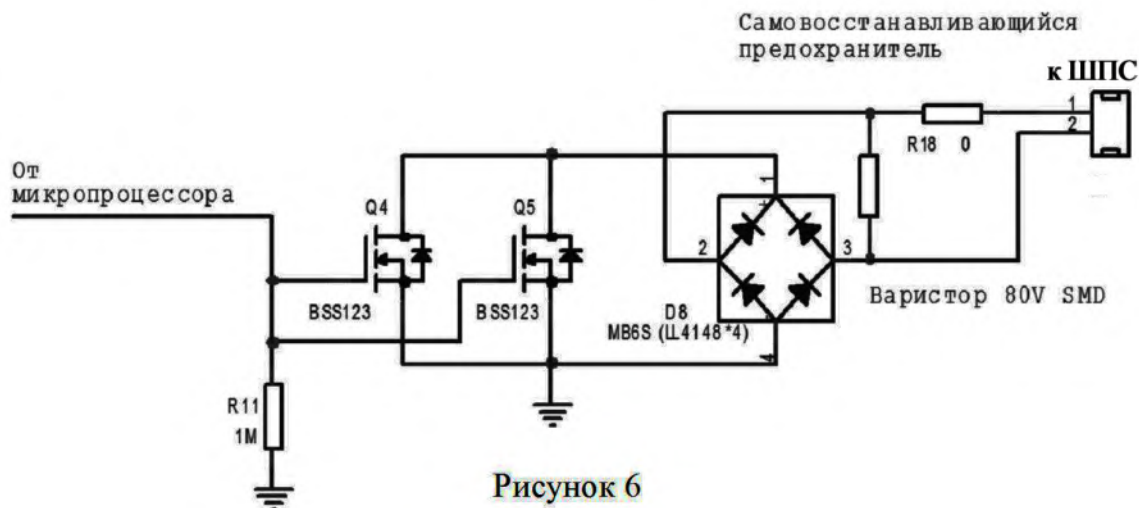 Самовосстанавливающийся
предохранитель
к ШПС
1
2
R18 0
От
микропроцессора
Q4
Q5
1
+
2
3
BSS123
BSS123
D8
MB6S (LL4148*4)
4
Варистор 80V SMD
R11
1M
Рисунок 6